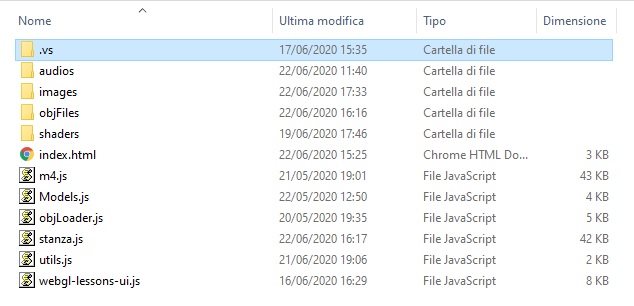 Nome Ultima modifica Tipo Dimensione
.vs 17/06/2020 15:35 Cartella di file
audios 22/06/2020 11:40 Cartella di file
images 22/06/2020 17:33 Cartella di file
objFiles 22/06/2020 16:16 Cartella di file
shaders 19/06/2020 17:46 Cartella di file
index.html 22/06/2020 15:25 Chrome HTML Do... 3 KB
m4.js 21/05/2020 19:01 File JavaScript 43 KB
Models.js 22/05/2020 12:50 File JavaScript 4 KB
objLoader.js 20/05/2020 19:35 File JavaScript 5 KB
stanza.js 22/06/2020 16:17 File JavaScript 42 KB
utils.js 21/06/2020 19:06 File JavaScript 2 KB
webgl-lessons-ui.js 16/06/2020 16:29 File JavaScript 8 KB